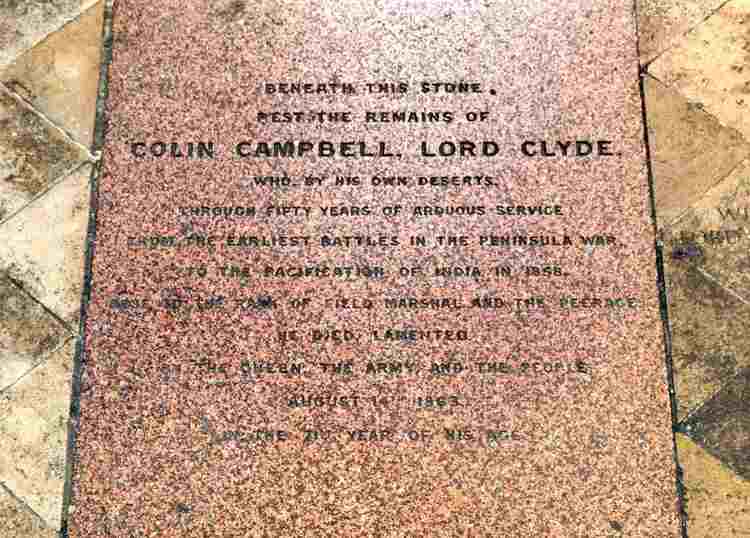 BENEATH THIS STONE.
REST THE REMAINS OF
COLIN CAMPBELL, LORD CLYDE.
WHO, BY HIS OWN DESERTS.
THROUGH FIFTY YEARS OF ARDUOUS SERVICE
FROM THE EARLIEST BATTLES IN THE PENINSULA WAR,
TO THE PACIFICATION OF INDIA IN 1858.
ROSE TO THE RANK OF FIELD MARSHAL AND THE PEERAGE
HE DIED, LAMENTED
THE QUEEN, THE ARMY, AND THE PEOPLE
AUGUST 14TH 1863.
IN THE 71ST YEAR OF HIS AGE